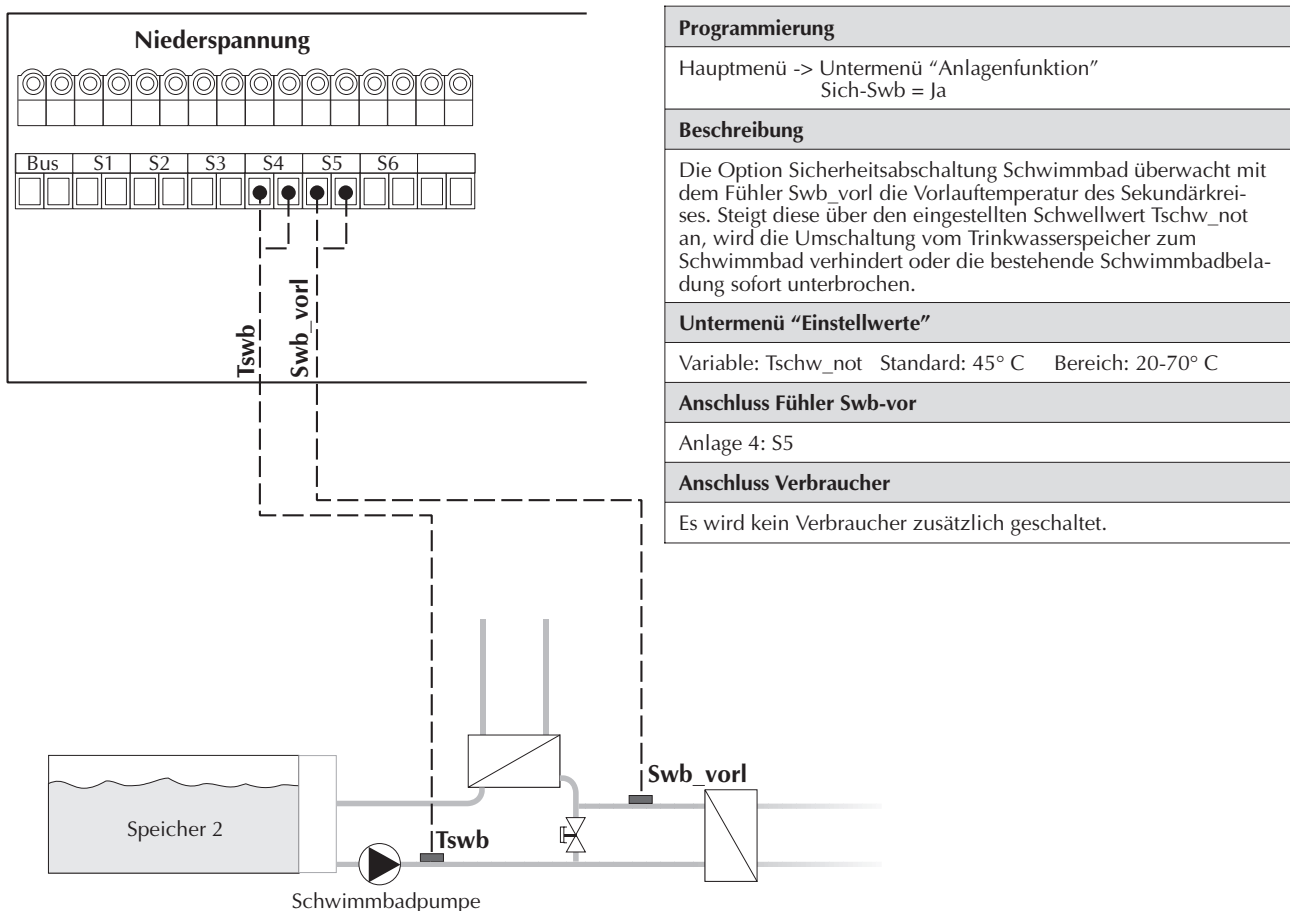 Niederspannung
Bus S1 S2 S3 S4 S5 S6
Tswb
Swb_vorl
Programmierung
Hauptmenü -> Untermenü “Anlagenfunktion”
Sich-Swb = Ja
Beschreibung
Die Option Sicherheitsabschaltung Schwimmbad überwacht mit
dem Fühler Swb_vorl die Vorlauftemperatur des Sekundärkrei-
ses. Steigt diese über den eingestellten Schwellwert Tschw_not
an, wird die Umschaltung vom Trinkwasserspeicher zum
Schwimmbad verhindert oder die bestehende Schwimmbadbela-
dung sofort unterbrochen.
Untermenü “Einstellwerte”
Variable: Tschw_not Standard: 45° C Bereich: 20-70° C
Anschluss Fühler Swb-vor
Anlage 4: S5
Anschluss Verbraucher
Es wird kein Verbraucher zusätzlich geschaltet.
Swb_vorl
Speicher 2
Tswb
Schwimmbadpumpe